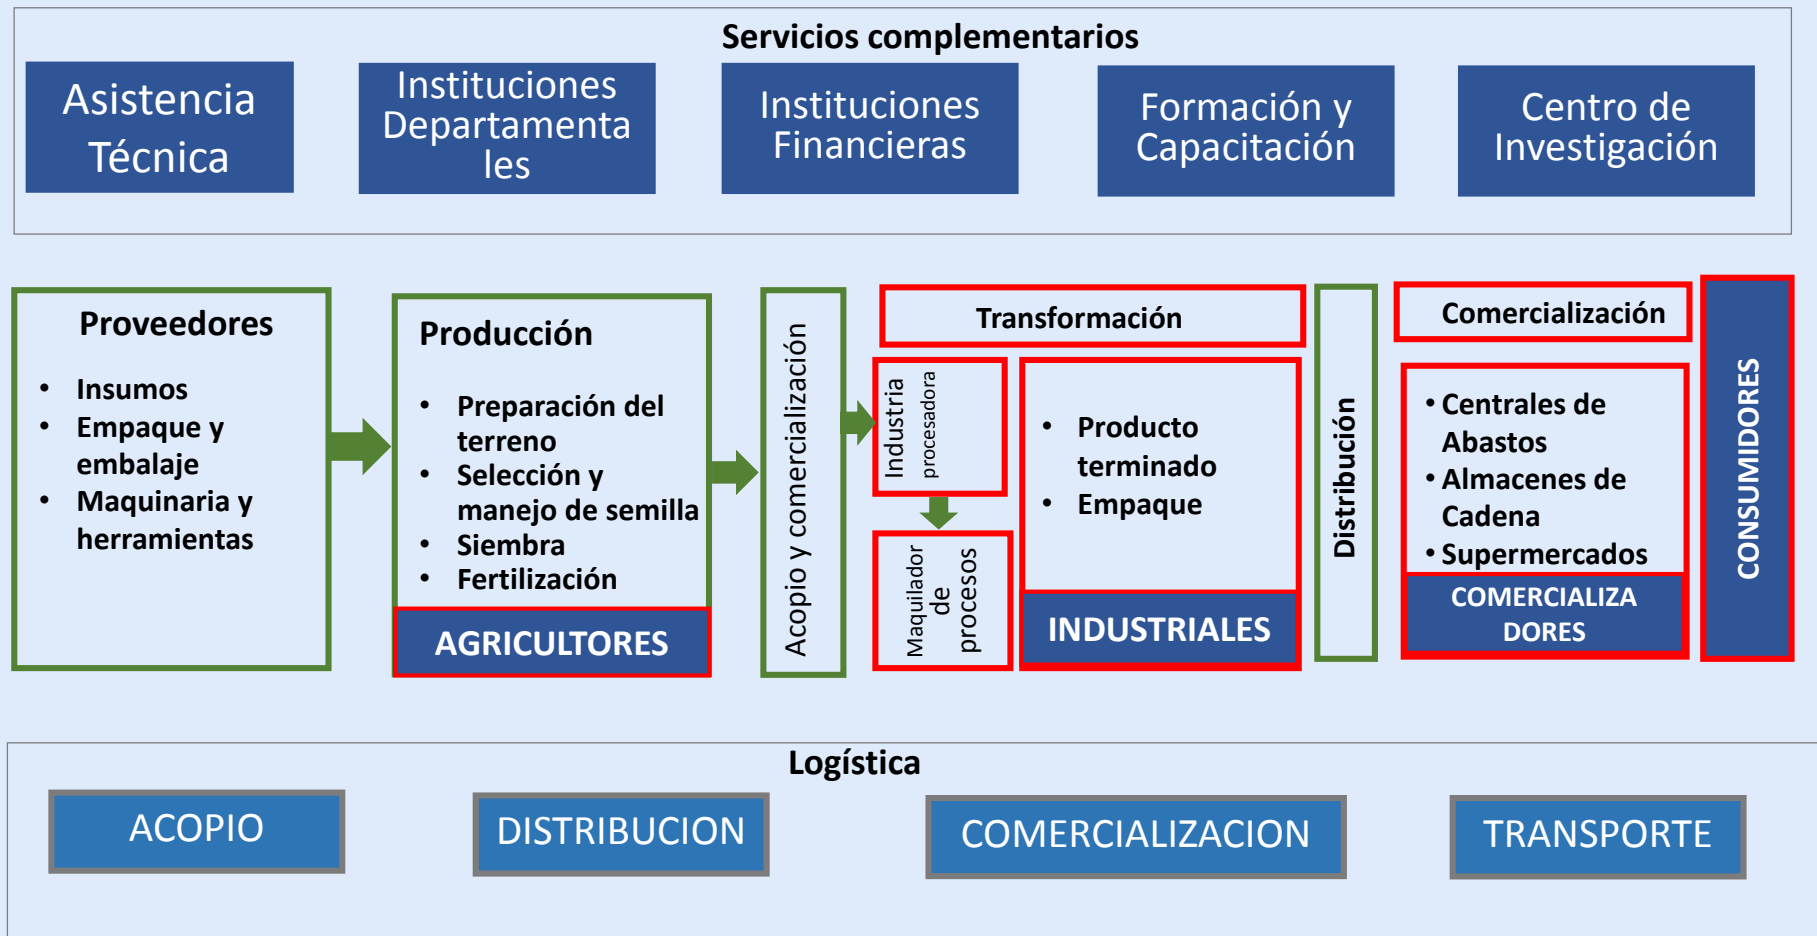 Servicios complementarios
Asistencia
Técnica
Instituciones
Departamenta
les
Instituciones
Financieras
Formación y
Capacitación
Centro de
Investigación
Proveedores
• Insumos
• Empaque y
embalaje
• Maquinaria y
herramientas
Producción
• Preparación del
terreno
• Selección y
manejo de semilla
• Siembra
• Fertilización
AGRICULTORES
Acopio y comercialización
Transformación
Industria
procesadora
Maquilador
de
procesos
• Producto
terminado
• Empaque
INDUSTRIALES
Distribución
Comercialización
• Centrales de
Abastos
• Almacenes de
Cadena
• Supermercados
COMERCIALIZA
DORES
CONSUMIDORES
Logística
ACOPIO
DISTRIBUCION
COMERCIALIZACION
TRANSPORTE